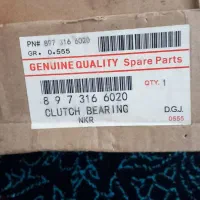 PN# 897 316 6020
GR. 0.555
GENUINE QUALITY Spare Parts
QTY. 1
8 9 7 316 6020
CLUTCH BEARING
NKR
D.G.J.
0555